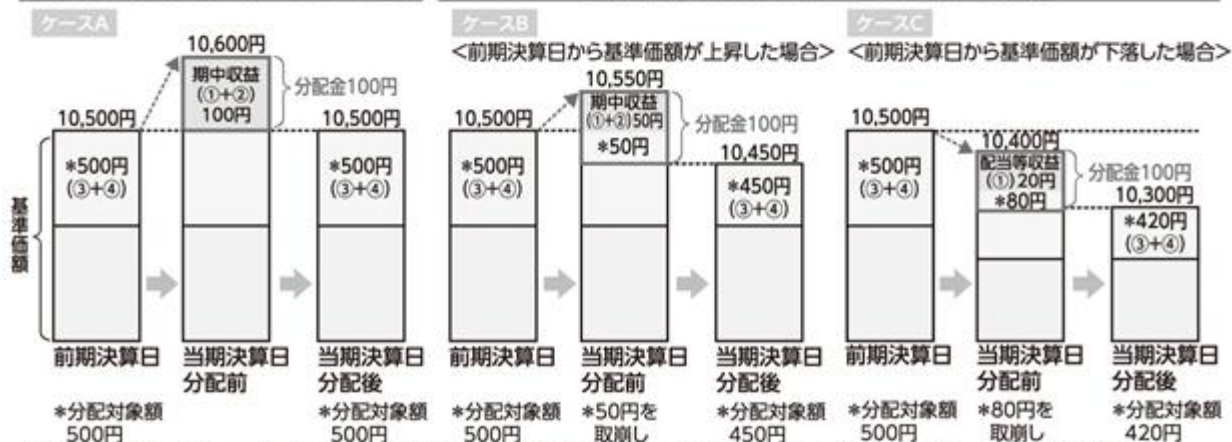 ケースA
10,600円
期中収益
(①+②)
100円
分配金100円
10,500円
10,500円
*500円
(③+④)
*500円
(③+④)
基準価額
前期決算日
当期決算日
分配前
当期決算日
分配後
*分配対象額
500円
*分配対象額
500円
ケースB
<前期決算日から基準価額が上昇した場合>
10,550円
期中収益
(①+②)50円
*50円
分配金100円
10,500円
10,450円
*500円
(③+④)
*450円
(③+④)
前期決算日
当期決算日
分配前
当期決算日
分配後
*分配対象額
500円
*50円を
取崩し
*分配対象額
450円
ケースC
<前期決算日から基準価額が下落した場合>
10,500円
10,400円
配当等収益
(①)20円
*80円
分配金100円
10,300円
*500円
(③+④)
*420円
(③+④)
前期決算日
当期決算日
分配前
当期決算日
分配後
*分配対象額
500円
*80円を
取崩し
*分配対象額
420円